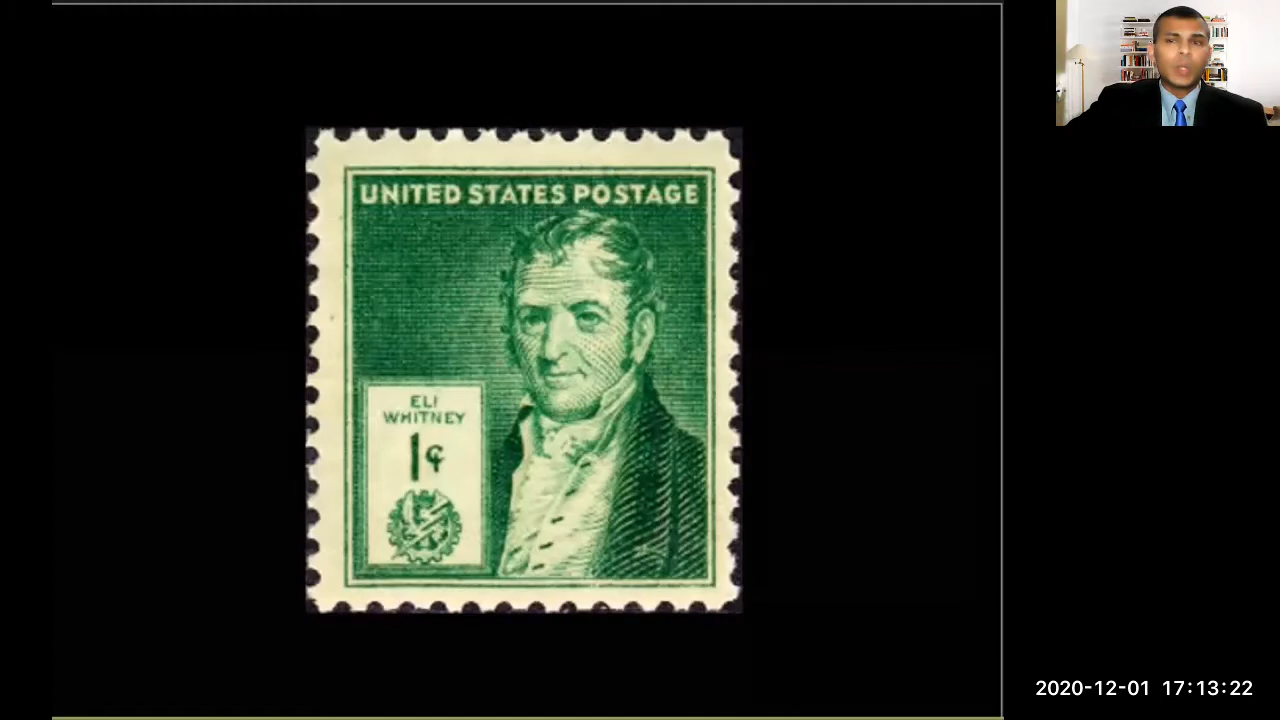 UNITED STATES POSTAGE
ELI
WHITNEY
1¢
2020-12-01 17:13:22